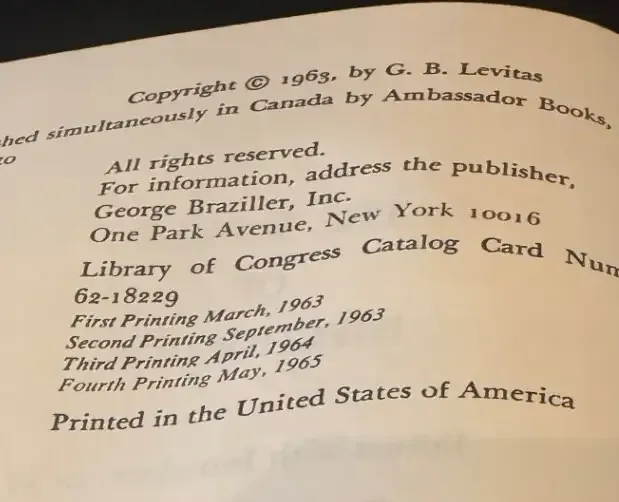 Copyright © 1963, by G. B. Levitas
hed simultaneously in Canada by Ambassador Books,
to
All rights reserved.
For information, address the publisher,
George Braziller, Inc.
One Park Avenue, New York 10016
Library of Congress Catalog Card Num
62-18229
First Printing March, 1963
Second Printing September, 1963
Third Printing April, 1964
Fourth Printing May, 1965
Printed in the United States of America